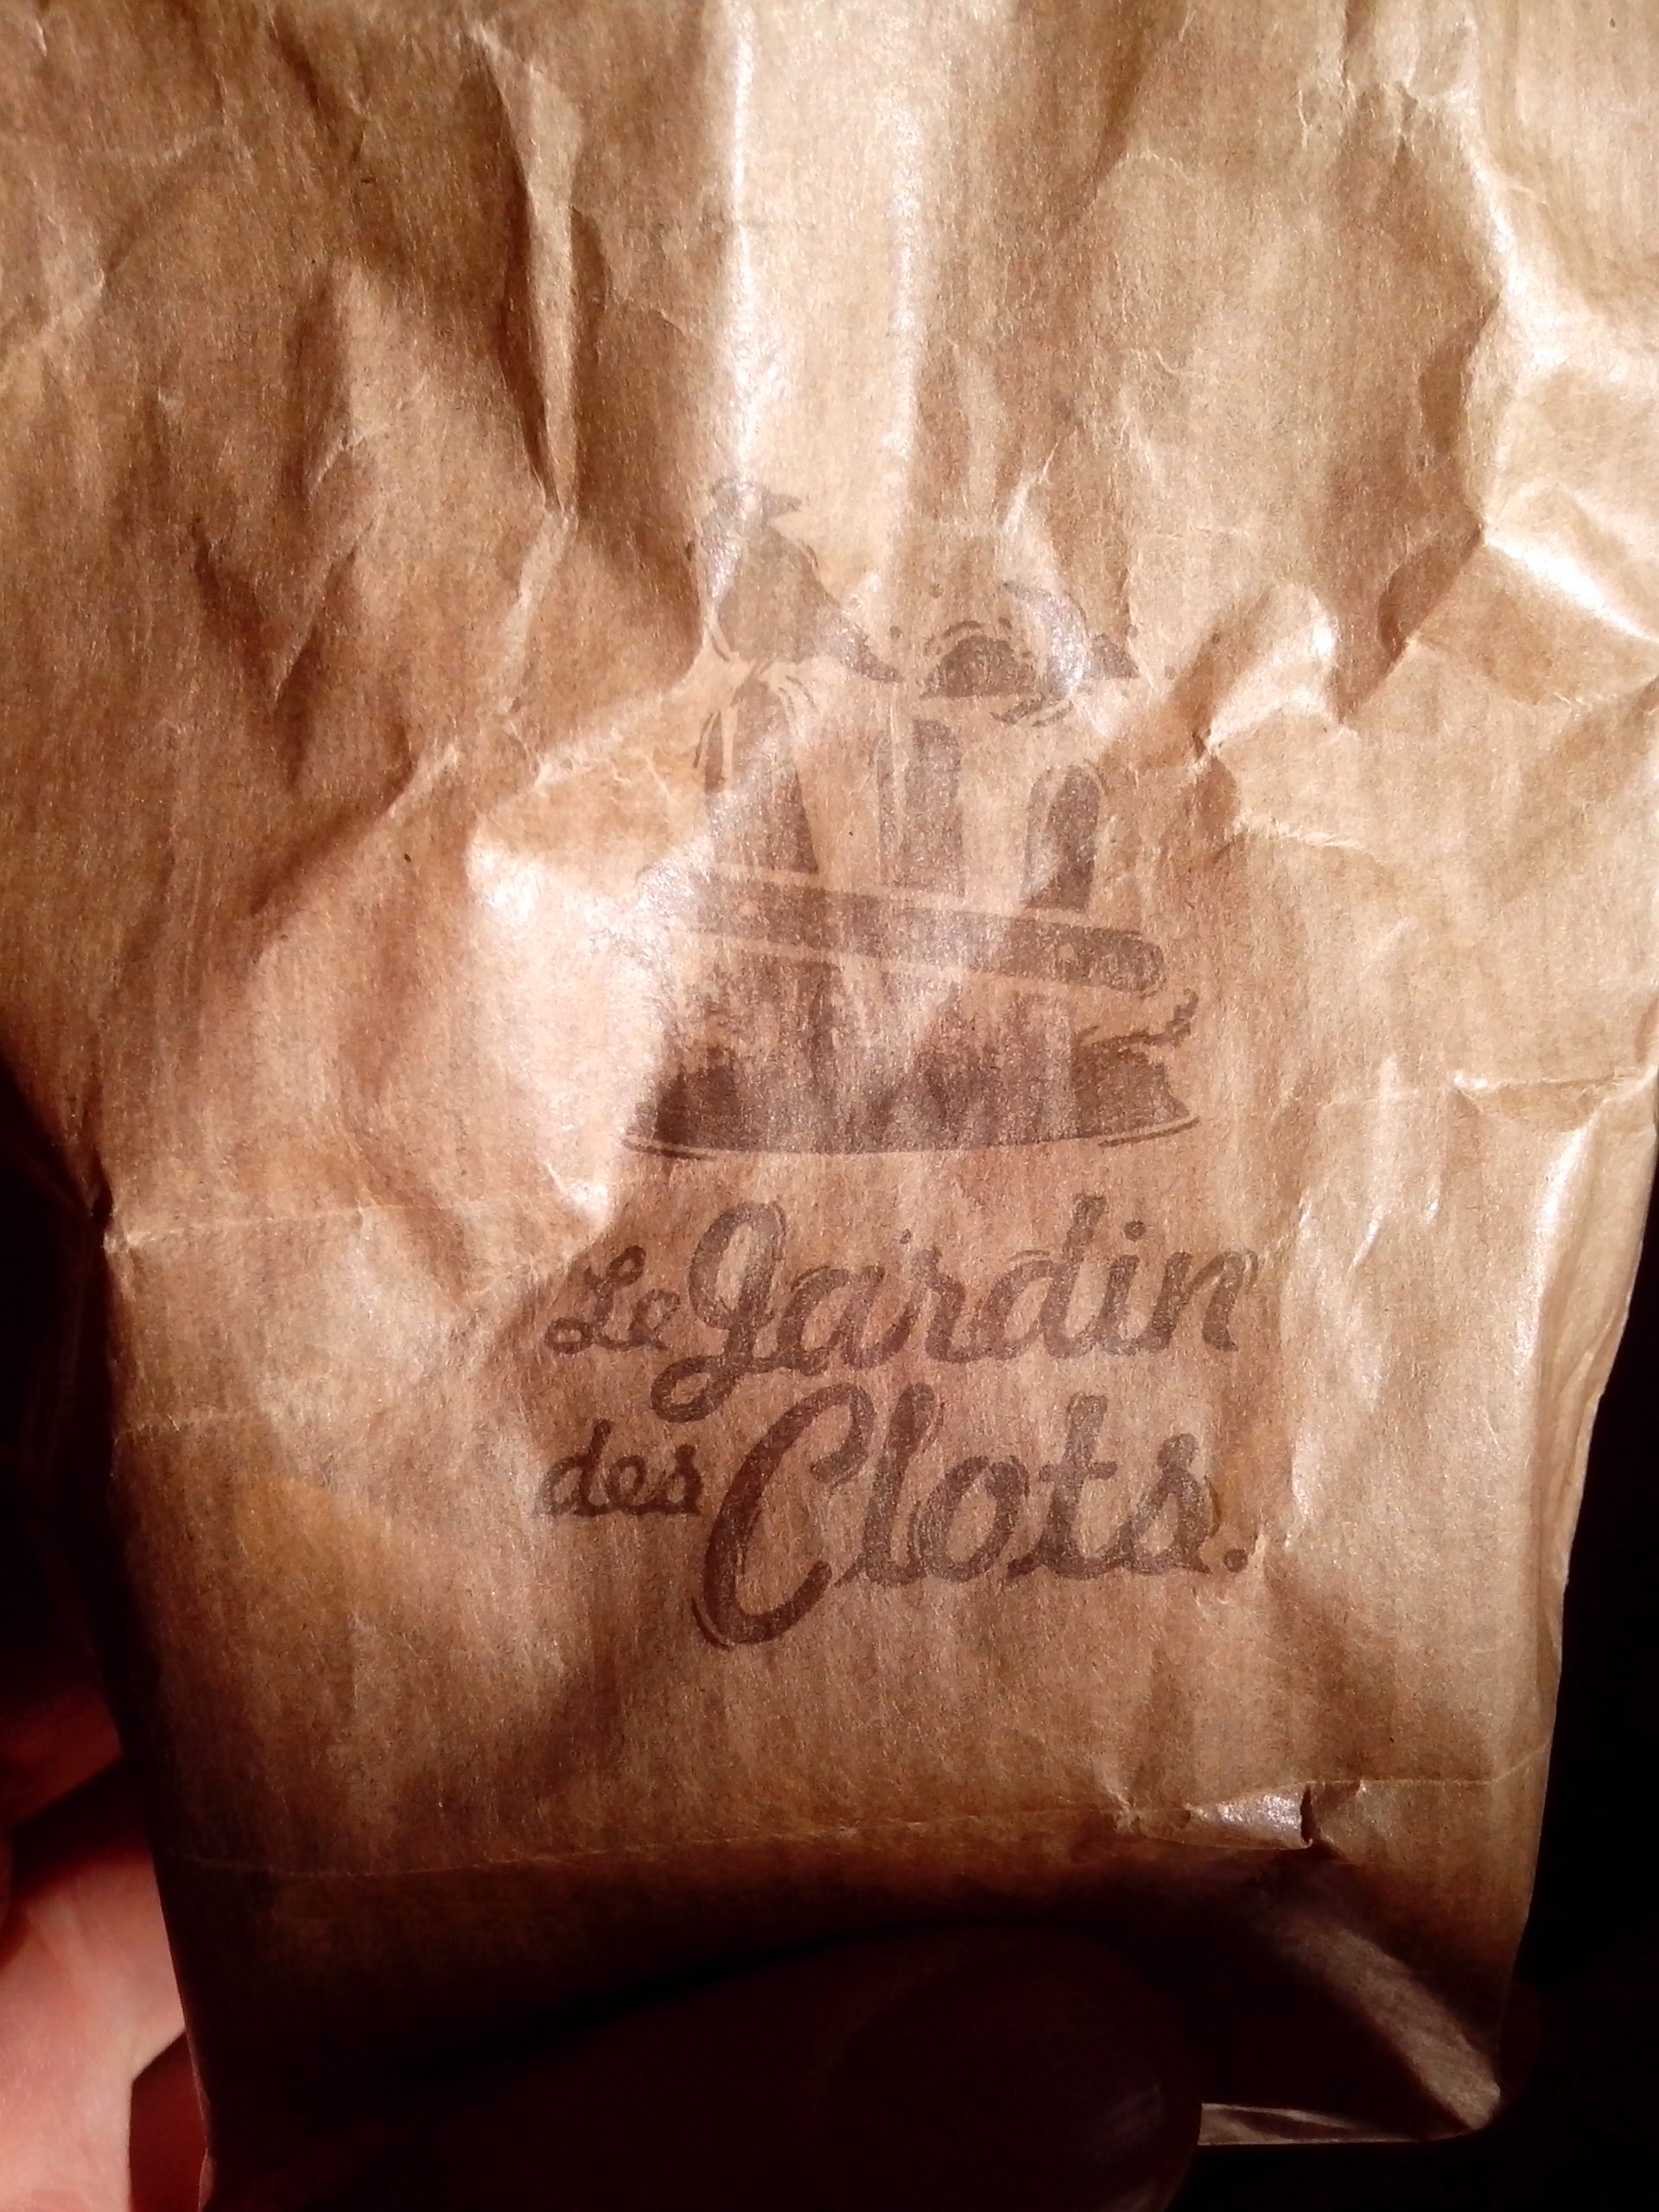 Le Jardin
des Clots.